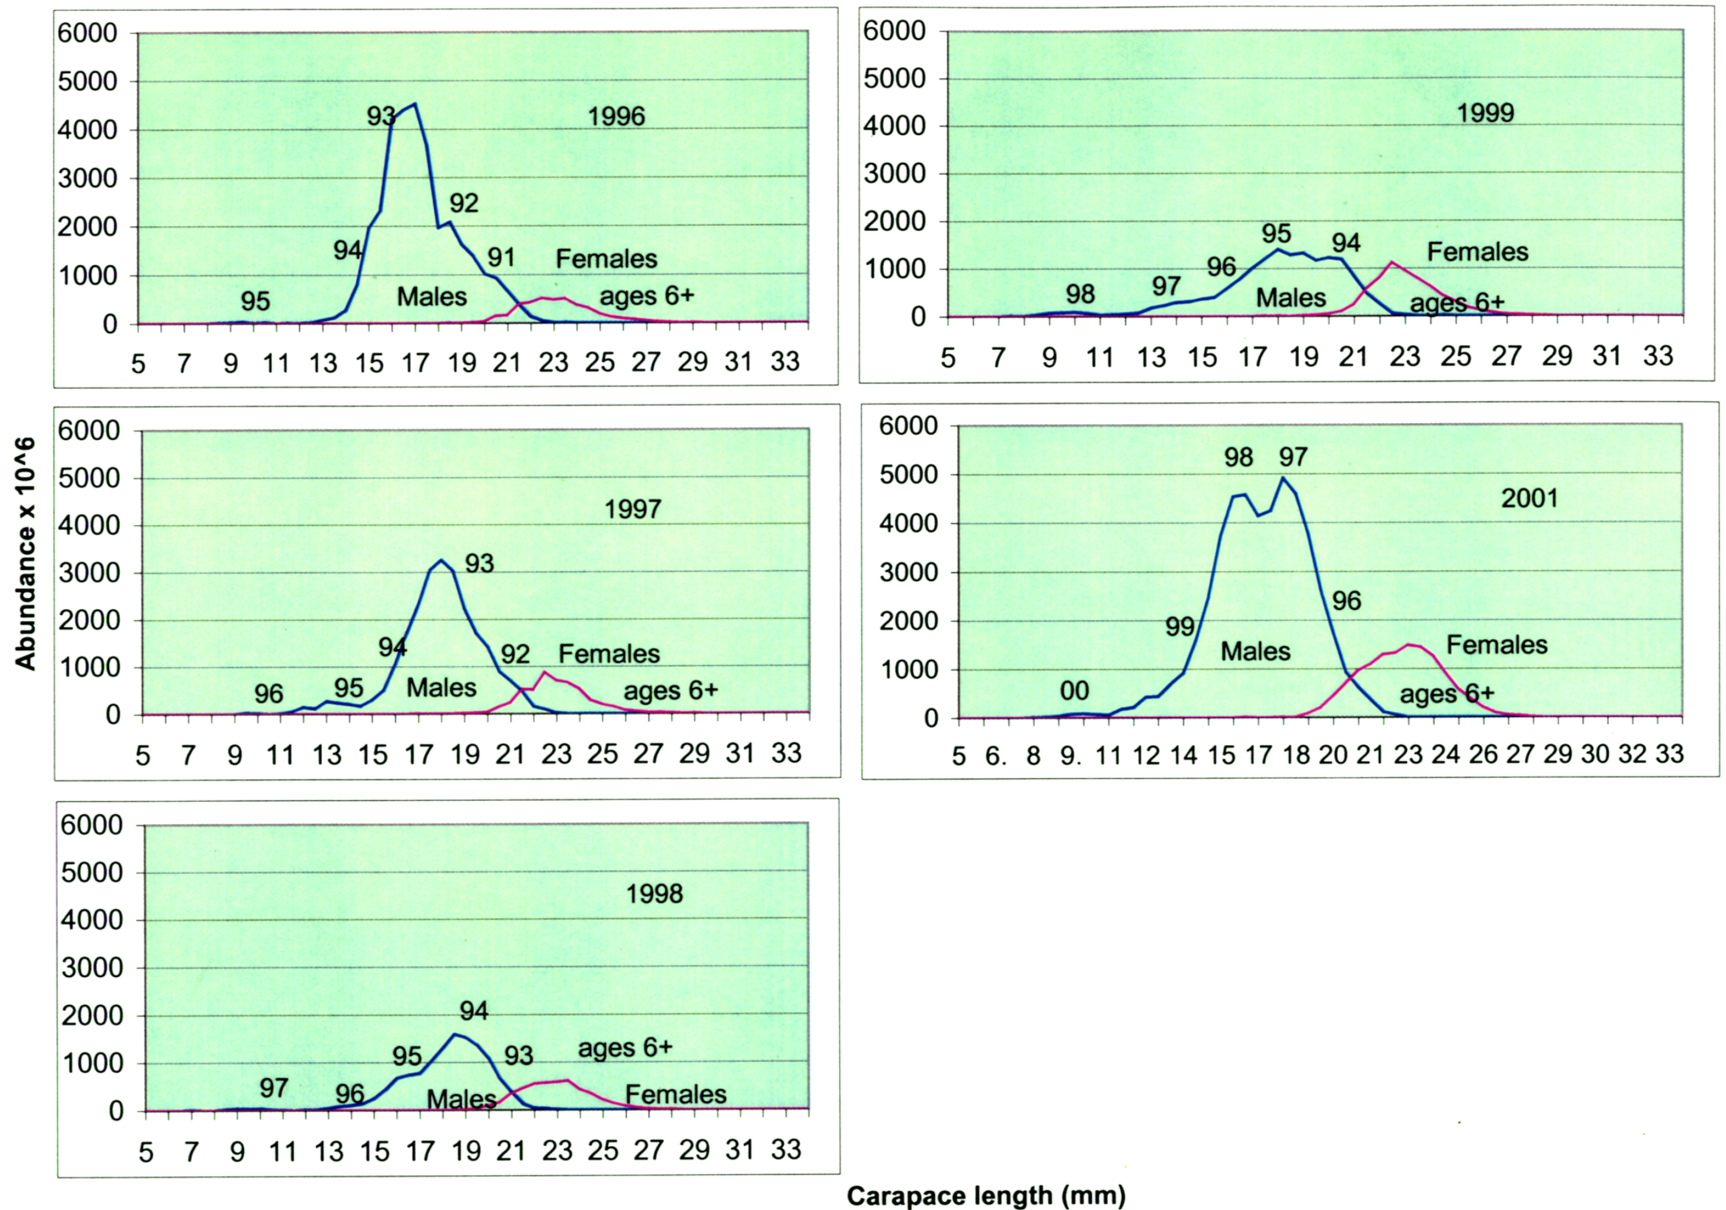 Abundance x 10^6
6000
5000
4000
3000
2000
1000
0
1996
93
92
94
91
95
Females
Males
ages 6+
5 7 9 11 13 15 17 19 21 23 25 27 29 31 33
6000
5000
4000
3000
2000
1000
0
1999
95
94
96
97
98
Females
Males
ages 6+
5 7 9 11 13 15 17 19 21 23 25 27 29 31 33
6000
5000
4000
3000
2000
1000
0
1997
93
94
92
95
96
Females
Males
ages 6+
5 7 9 11 13 15 17 19 21 23 25 27 29 31 33
6000
5000
4000
3000
2000
1000
0
98 97
2001
96
99
00
Males
Females
ages 6+
5 6. 8 9. 11 12 14 15 17 18 20 21 23 24 26 27 29 30 32 33
6000
5000
4000
3000
2000
1000
0
1998
94
95
93
97
96
ages 6+
Males
Females
5 7 9 11 13 15 17 19 21 23 25 27 29 31 33
Carapace length (mm)